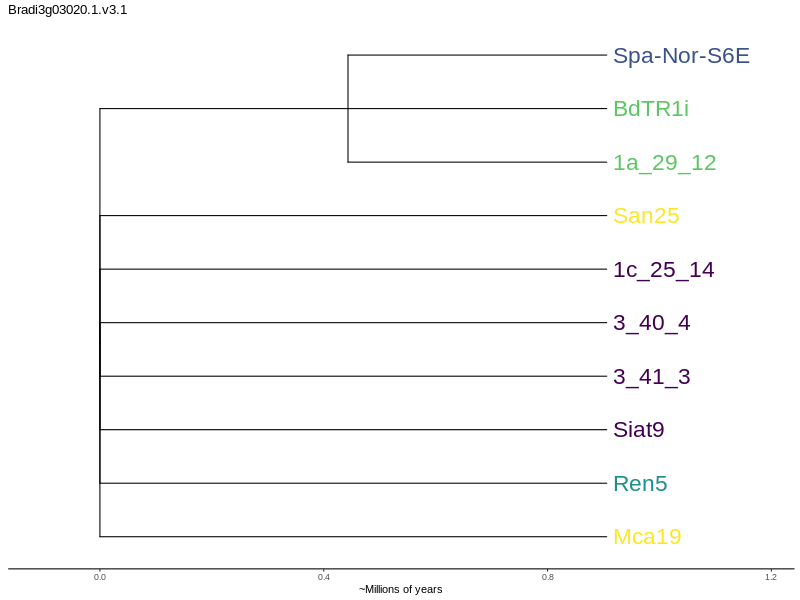 Bradi3g03020.1.v3.1
Spa-Nor-S6E
BdTR1i
1a_29_12
San25
1c_25_14
3_40_4
3_41_3
Siat9
Ren5
Mca19
0.0 0.4 0.8 1.2
~Millions of years